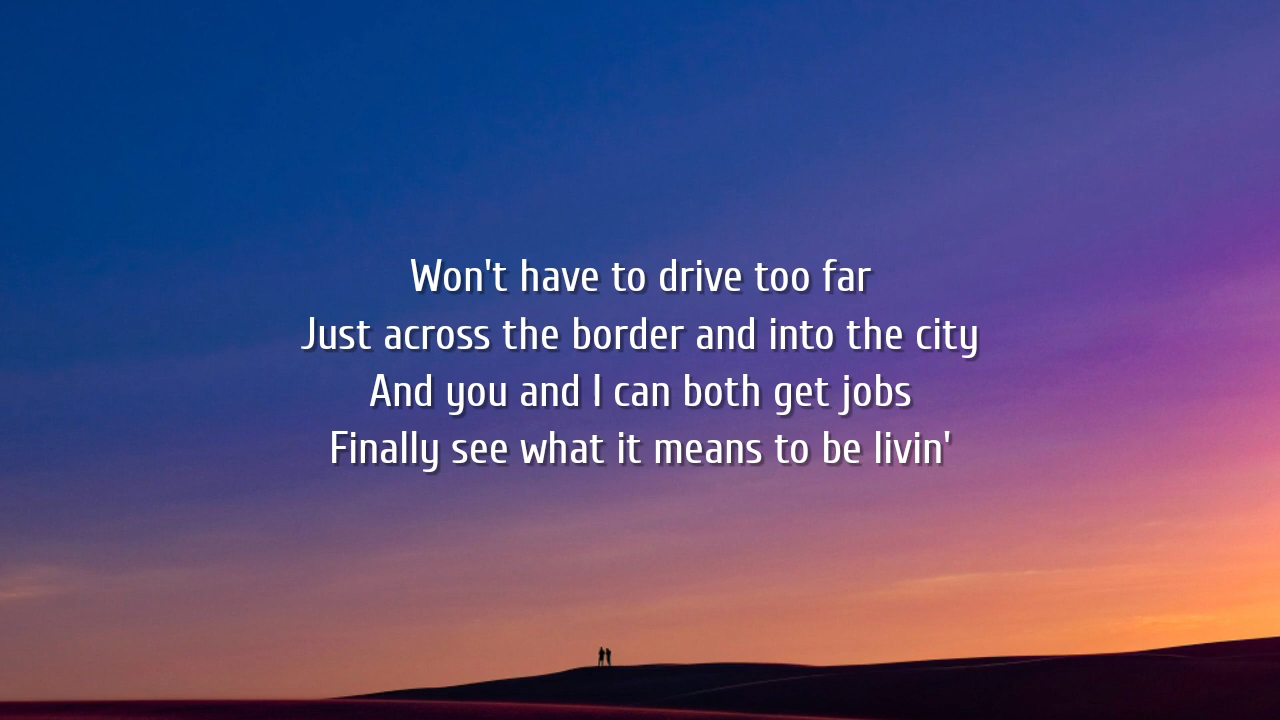 Won't have to drive too far
Just across the border and into the city
And you and I can both get jobs
Finally see what it means to be livin'